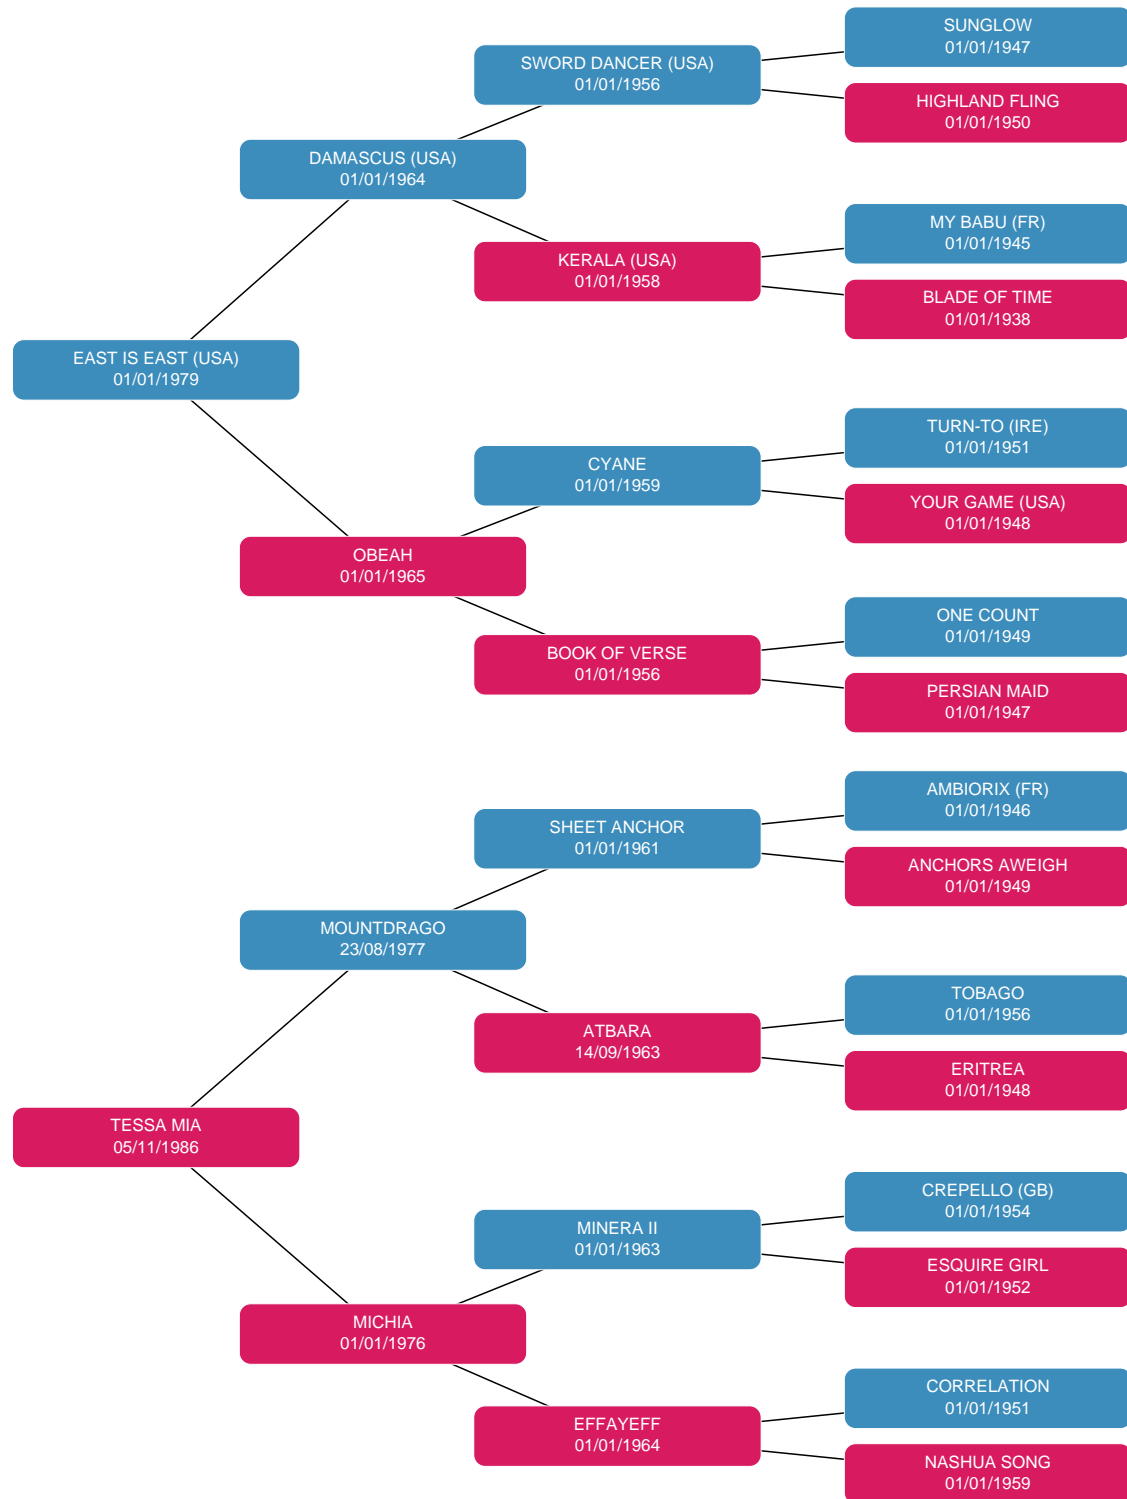 SUNGLOW
01/01/1947
SWORD DANCER (USA)
01/01/1956
HIGHLAND FLING
01/01/1950
DAMASCUS (USA)
01/01/1964
MY BABU (FR)
01/01/1945
KERALA (USA)
01/01/1958
BLADE OF TIME
01/01/1938
EAST IS EAST (USA)
01/01/1979
TURN-TO (IRE)
01/01/1951
CYANE
01/01/1959
YOUR GAME (USA)
01/01/1948
OBEAH
01/01/1965
ONE COUNT
01/01/1949
BOOK OF VERSE
01/01/1956
PERSIAN MAID
01/01/1947
AMBIORIX (FR)
01/01/1946
SHEET ANCHOR
01/01/1961
ANCHORS AWEIGH
01/01/1949
MOUNTDRAGO
23/08/1977
TOBAGO
01/01/1956
ATBARA
14/09/1963
ERITREA
01/01/1948
TESSA MIA
05/11/1986
CREPELLO (GB)
01/01/1954
MINERA II
01/01/1963
ESQUIRE GIRL
01/01/1952
MICHIA
01/01/1976
CORRELATION
01/01/1951
EFFAYEFF
01/01/1964
NASHUA SONG
01/01/1959